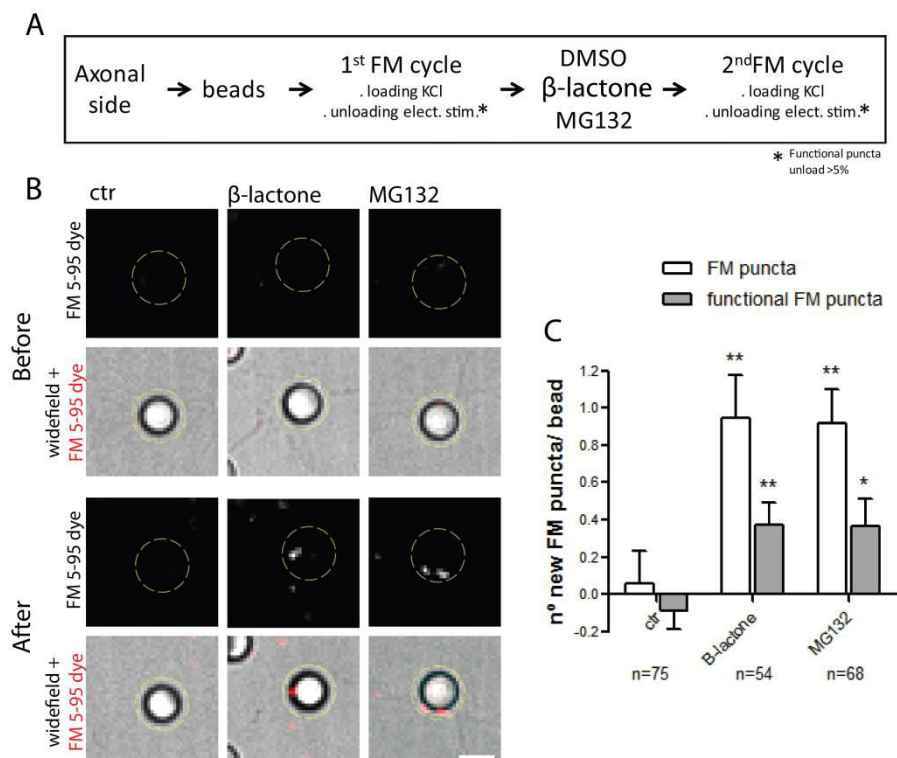 A
Axonal side
beads
1st FM cycle
. loading KCl
. unloading elect. stim.*
DMSO
β-lactone
MG132
2ndFM cycle
. loading KCl
. unloading elect. stim.*
* Functional puncta
unload >5%
B
ctr
β-lactone
MG132
Before
FM 5-95 dye
widefield +
FM 5-95 dye
After
FM 5-95 dye
widefield +
FM 5-95 dye
FM puncta
functional FM puncta
C
nº new FM puncta/ bead
1.2
1.0
0.8
0.6
0.4
0.2
0.0
-0.2
**
**
**
*
ctr
B-lactone
MG132
n=75
n=54
n=68